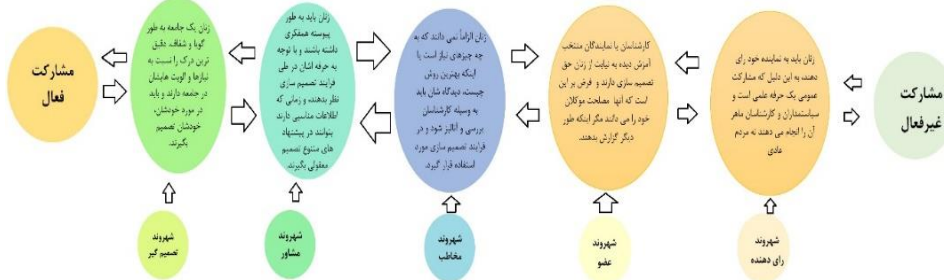 مشارکت
غیرفعال
زنان باید به نماینده خود رای
دهند، به این دلیل که مشارکت
عمومی یک حرفه علمی است و
سیاستمداران و کارشناسان ماهر
آن را انجام می دهند نه مردم
عادی
کارشناسان یا نمایندگان منتخب
آموزش دیده به نیابت از زنان حق
تصمیم سازی دارند و فرض بر این
است که آنها مصلحت موکلان
خود را می دانند مگر اینکه طور
دیگر گزارش بدهند.
زنان الزاماً نمی دانند که به
چه چیزهای نیاز است یا
اینکه بهترین روش
چیست، دیدگاه شان باید
به وسیله کارشناسان
بررسی و آنالیز شود و در
فرایند تصمیم سازی مورد
استفاده قرار گیرد.
زنان باید به طور
پیوسته همفکری
داشته باشند و با توجه
به حرفه اشان در طی
فرایند تصمیم سازی
نظر بدهند، و زمانی که
اطلاعات مناسبی دارند
بتوانند در پیشنهاد
های متنوع تصمیم
معقولی بگیرند.
زنان یک جامعه به طور
گویا و شفاف، دقیق
ترین درک را نسبت به
نیازها و الویت هایشان
در جامعه دارند و باید
در مورد خودشان،
خودشان تصمیم
بگیرند.
مشارکت
فعال
شهروند
رای دهنده
شهروند
عضو
شهروند
مخاطب
شهروند
مشاور
شهروند
تصمیم گیر